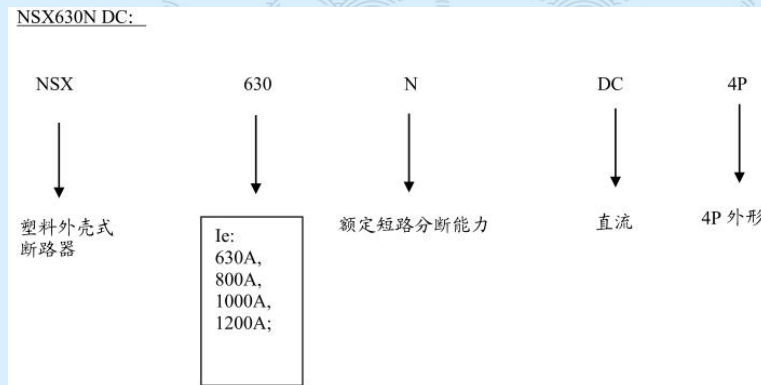 NSX630N DC:
NSX 630 N DC 4P
塑料外壳式
断路器
Ie:
630A,
800A,
1000A,
1200A;
额定短路分断能力
直流
4P 外形